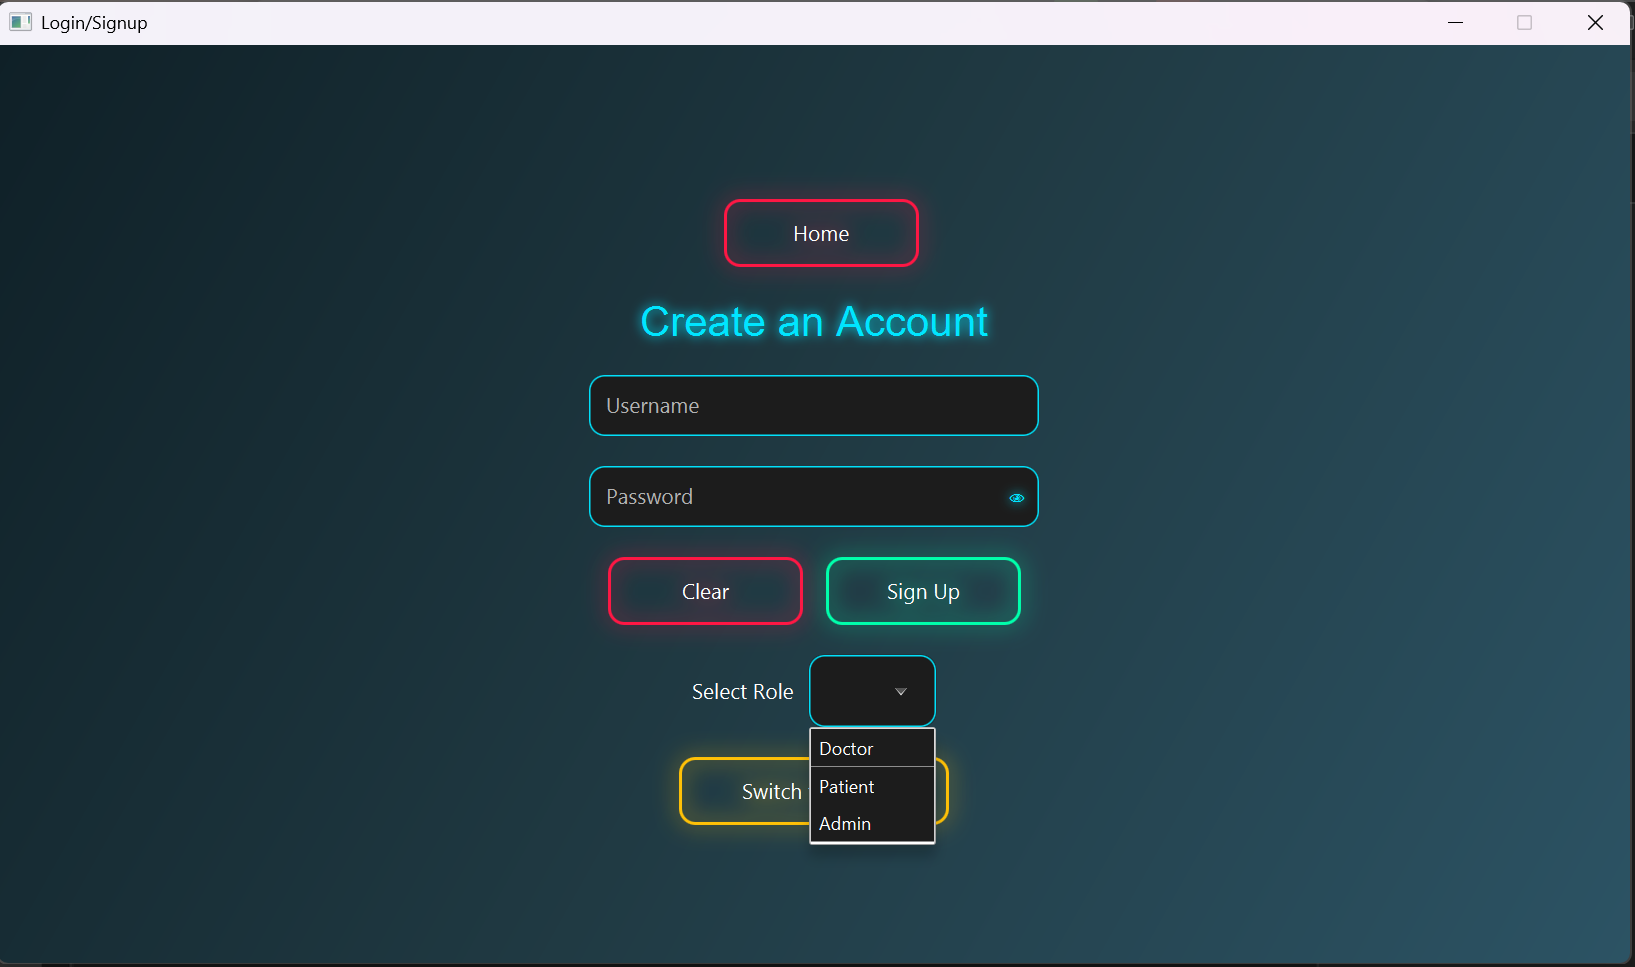 Login/Signup
Home
Create an Account
Username
Password
Clear
Sign Up
Select Role
Doctor
Patient
Admin
Switch